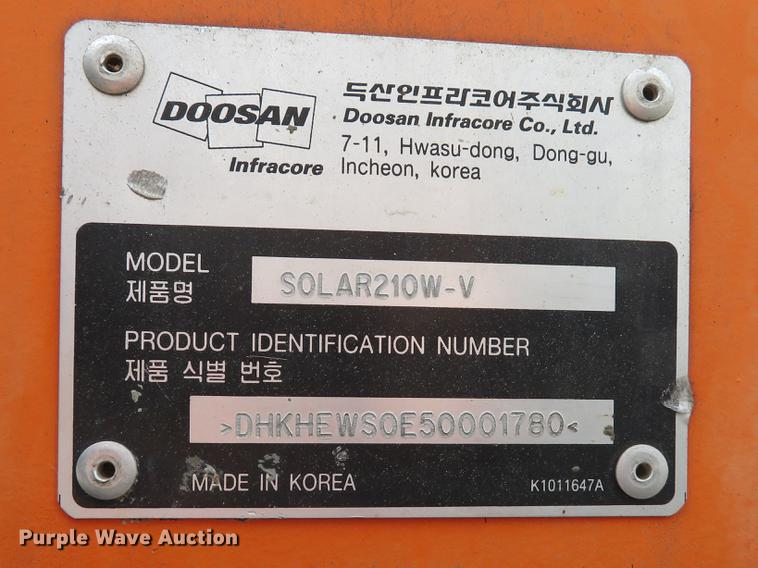 DOOSAN
Infracore
두산인프라코어주식회사
Doosan Infracore Co., Ltd.
7-11, Hwasu-dong, Dong-gu,
Incheon, korea
MODEL
제품명
SOLAR210W-V
PRODUCT IDENTIFICATION NUMBER
제품 식별 번호
>DHKHEWS0E50001780<
MADE IN KOREA
K1011647A
Purple Wave Auction